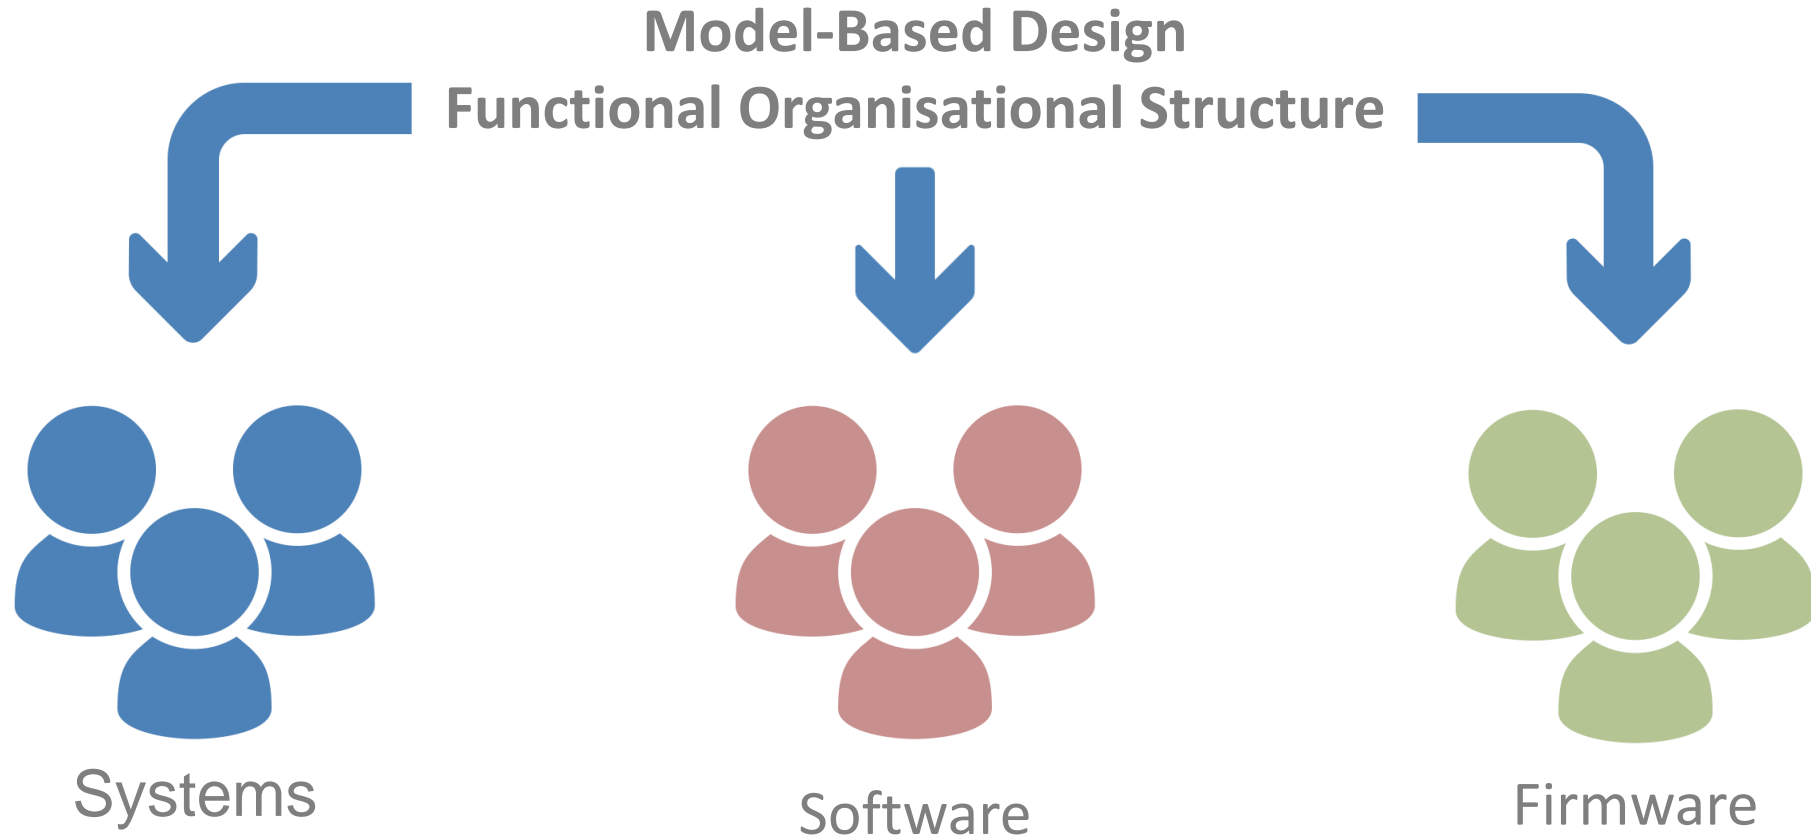 Model-Based Design
Functional Organisational Structure
Systems
Software
Firmware